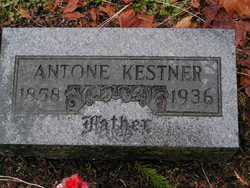 ANTONE KESTNER
1858 1936
Father